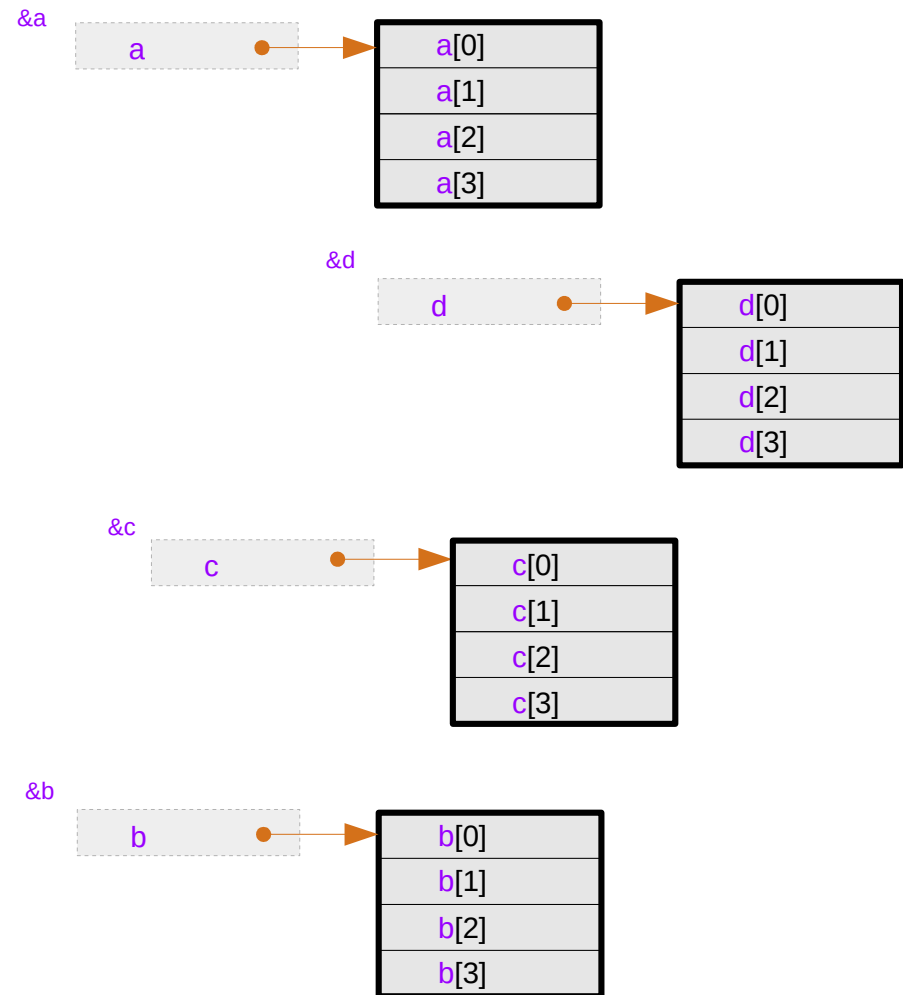 &a
a
a[0]
a[1]
a[2]
a[3]
&d
d
d[0]
d[1]
d[2]
d[3]
&c
c
c[0]
c[1]
c[2]
c[3]
&b
b
b[0]
b[1]
b[2]
b[3]